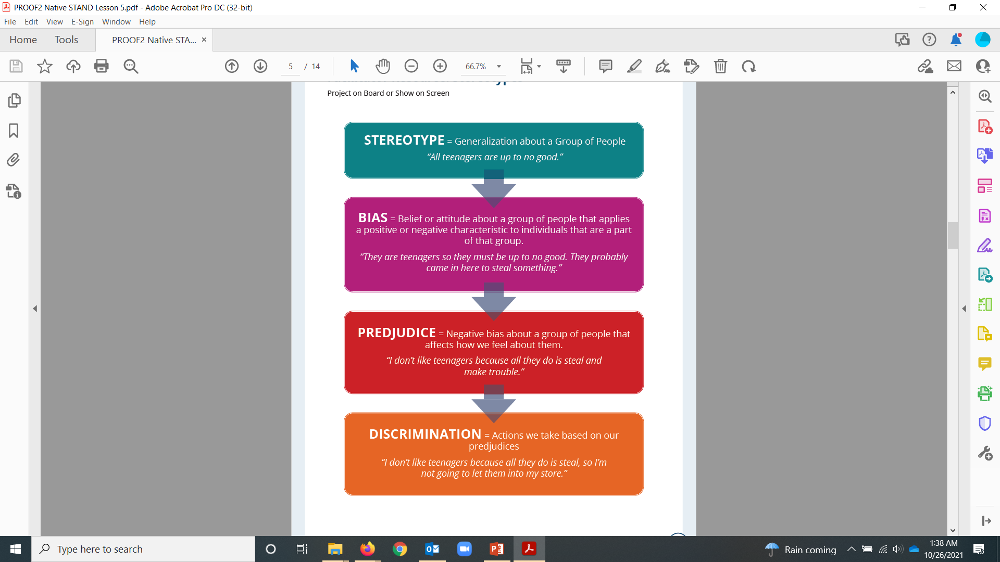 PROOF2 Native STAND Lesson 5.pdf - Adobe Acrobat Pro DC (32-bit)
File Edit View E-Sign Window Help
Home Tools PROOF2 Native STA... ×
5 / 14 66.7%
Facilitator Resource: Stereotypes
Project on Board or Show on Screen
STEREOTYPE = Generalization about a Group of People
“All teenagers are up to no good.”
BIAS = Belief or attitude about a group of people that applies
a positive or negative characteristic to individuals that are a part
of that group.
“They are teenagers so they must be up to no good. They probably
came in here to steal something.”
PREDJUDICE = Negative bias about a group of people that
affects how we feel about them.
“I don’t like teenagers because all they do is steal and
make trouble.”
DISCRIMINATION = Actions we take based on our
predjudices
“I don’t like teenagers because all they do is steal, so I’m
not going to let them into my store.”
Type here to search
Rain coming
1:38 AM
10/26/2021